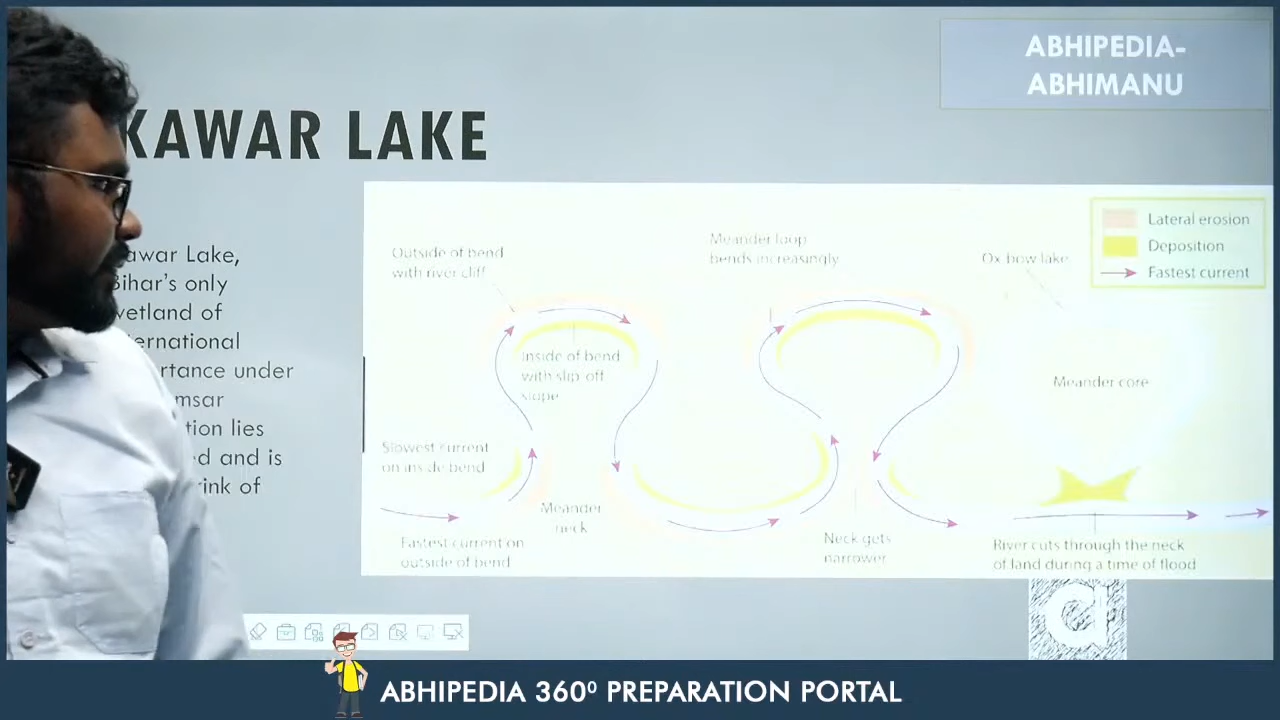 ABHIPEDIA-
ABHIMANU
KAWAR LAKE
awar Lake,
Bihar's only
wetland of
ternational
rtance under
msar
tion lies
d and is
rink of
Outside of bend
with river cliff
Meander loop
bends increasingly
Ox bow lake
Lateral erosion
Deposition
Fastest current
Inside of bend
with slip-off
slope
Meander core
Slowest current
on inside bend
Meander
neck
Fastest current on
outside of bend
Neck gets
narrower
River cuts through the neck
of land during a time of flood
a
ABHIPEDIA 360⁰ PREPARATION PORTAL